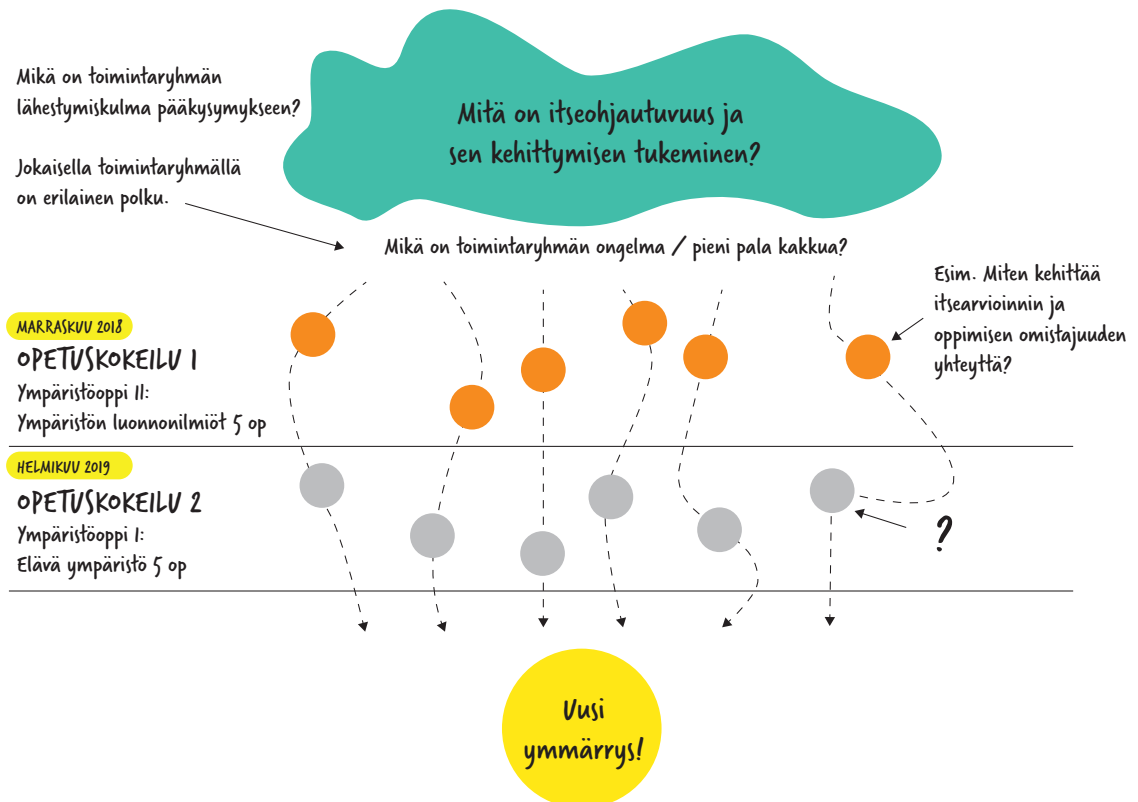 Mikä on toimintaryhmän
lähestymiskulma pääkysymykseen?
Jokaisella toimintaryhmällä
on erilainen polku.
Mitä on itseohjautuvuus ja
sen kehittymisen tukeminen?
Mikä on toimintaryhmän ongelma / pieni pala kakkua?
Esim. Miten kehittää
itsearvioinnin ja
oppimisen omistajuuden
yhteyttä?
MARRASKUU 2018
OPETUSKOKEILU 1
Ympäristöoppi II:
Ympäristön luonnonilmiöt 5 op
HELMIKUU 2019
OPETUSKOKEILU 2
Ympäristöoppi I:
Elävä ympäristö 5 op
?
Uusi
ymmärrys!